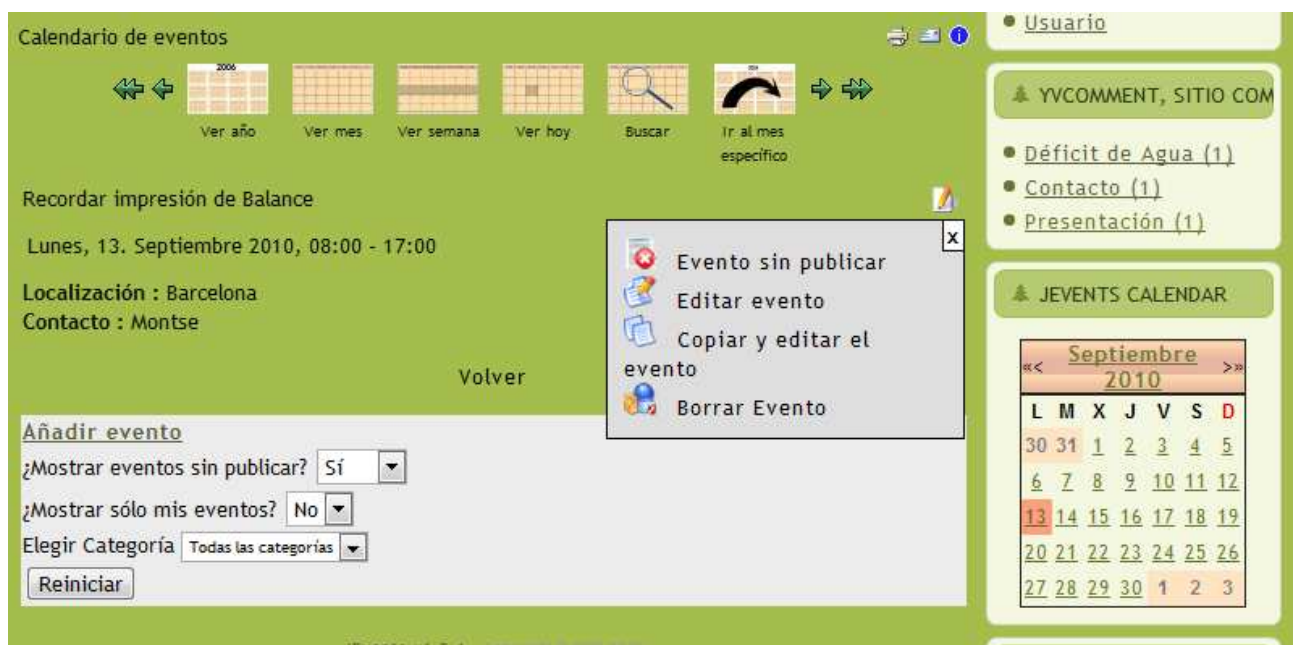 Calendario de eventos
2006
Ver año
Ver mes
Ver semana
Ver hoy
Buscar
Ir al mes
específico
Recordar impresión de Balance
Lunes, 13. Septiembre 2010, 08:00 - 17:00
Localización : Barcelona
Contacto : Montse
Volver
x
Evento sin publicar
Editar evento
Copiar y editar el
evento
Borrar Evento
Añadir evento
¿Mostrar eventos sin publicar? Sí
¿Mostrar sólo mis eventos? No
Elegir Categoría Todas las categorías
Reiniciar
Usuario
YVCOMMENT, SITIO COM
Déficit de Agua (1)
Contacto (1)
Presentación (1)
JEVENTS CALENDAR
«< Septiembre >»
2010
L M X J V S D
30 31 1 2 3 4 5
6 7 8 9 10 11 12
13 14 15 16 17 18 19
20 21 22 23 24 25 26
27 28 29 30 1 2 3